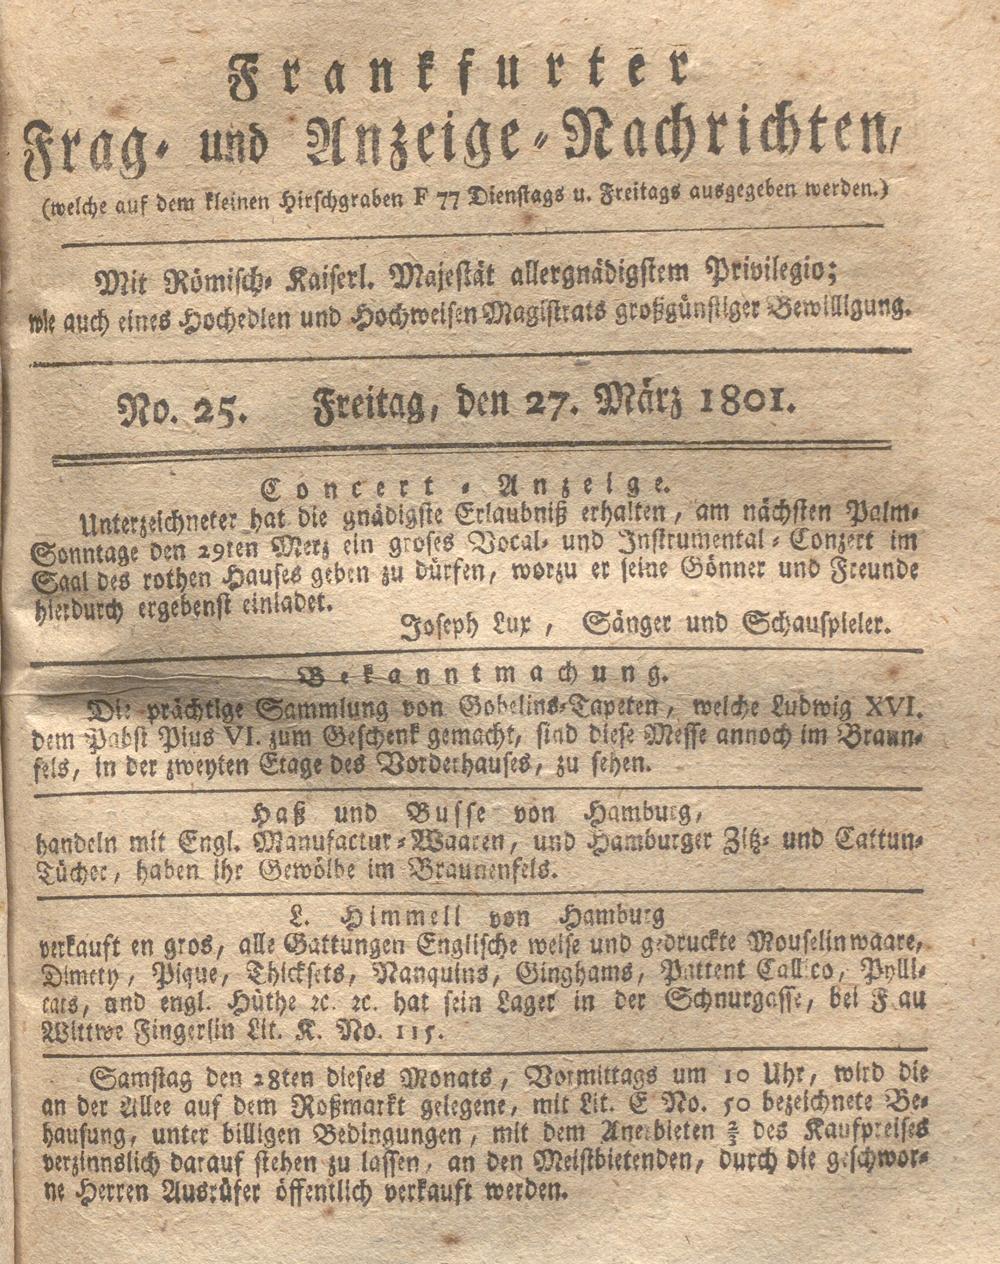 Frankfurter
Frag- und Anzeige-Nachrichten,
(welche auf dem kleinen Hirschgraben F 77 Dienstags u. Freitags ausgegeben werden.)
Mit Römisch- Kaiserl. Majestät allergnädigstem Privilegio;
wie auch eines Hochedlen und Hochweisen Magistrats großgünstiger Bewilligung.
No. 25. Freitag, den 27. März 1801.
Concert-Anzeige.
Unterzeichneter hat die gnädigste Erlaubniß erhalten, am nächsten Palm-
Sonntage den 29ten Merz ein groses Vocal- und Instrumental-Conzert im
Saal des rothen Hauses geben zu dürfen, worzu er seine Gönner und Freunde
hierdurch ergebenst einladet.
Joseph Lux, Sänger und Schauspieler.
Bekanntmachung.
Die prächtige Sammlung von Gobelins-Tapeten, welche Ludwig XVI.
dem Pabst Pius VI. zum Geschenk gemacht, sind diese Messe annoch im Braun-
fels, in der zweyten Etage des Vorderhauses, zu sehen.
Haß und Busse von Hamburg,
handeln mit Engl. Manufactur-Waaren, und Hamburger Zitz- und Cattun-
Tücher, haben ihr Gewölbe im Braunenfels.
L. Himmell von Hamburg
verkauft en gros, alle Gattungen Englische weise und gedruckte Mouselinwaare,
Dimety, Pique, Thicksets, Nanquins, Ginghams, Pattent Callico, Pylli-
cats, und engl. Hüthe ꝛc. ꝛc. hat sein Lager in der Schnurgasse, bei Frau
Wittwe Fingerlin Lit. K. No. 115.
Samstag den 28ten dieses Monats, Vormittags um 10 Uhr, wird die
an der Allee auf dem Roßmarkt gelegene, mit Lit. E No. 50 bezeichnete Be-
hausung, unter billigen Bedingungen, mit dem Anerbieten ⅔ des Kaufpreises
verzinnslich darauf stehen zu lassen, an den Meistbietenden, durch die geschwor-
ne Herren Ausrüfer öffentlich verkauft werden.